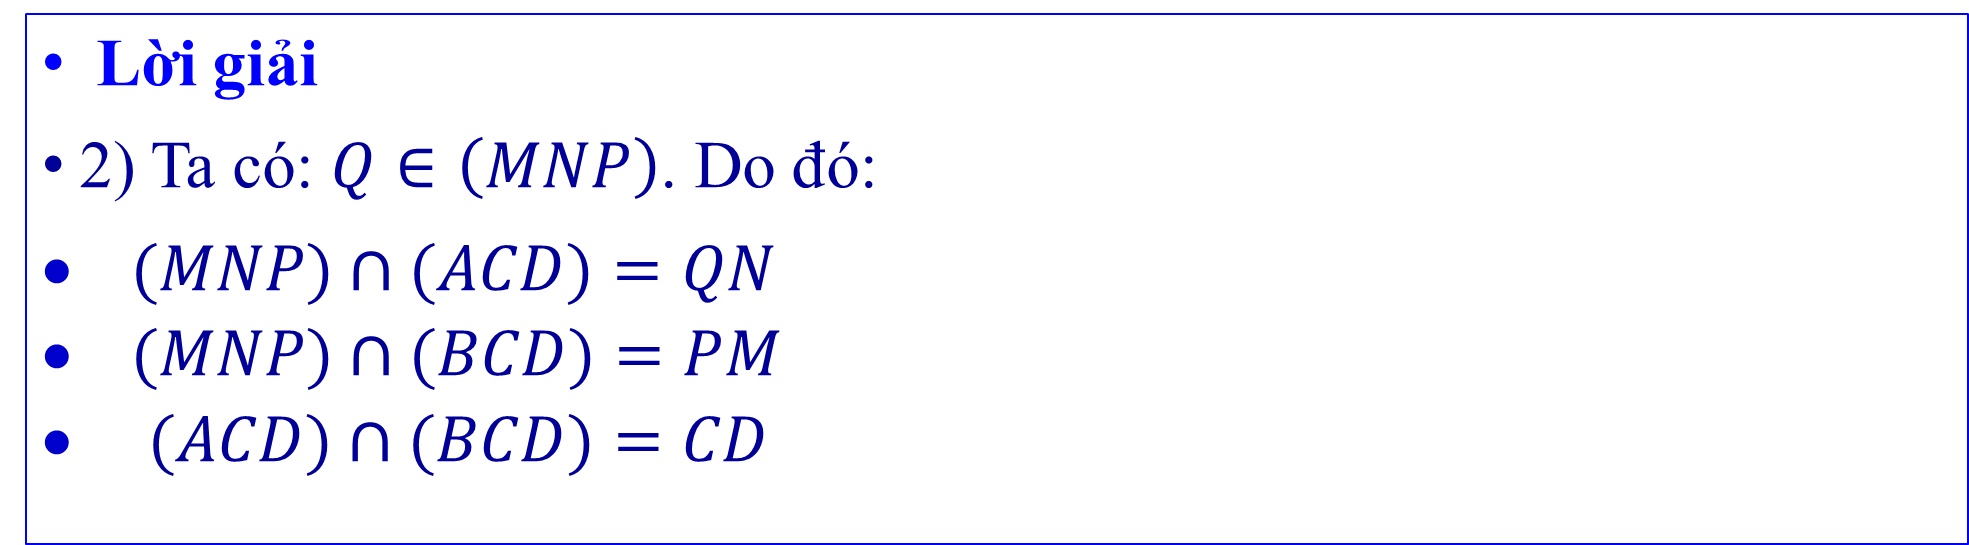 • Lời giải
• 2) Ta có: 𝑄 ∈ (𝑀𝑁𝑃). Do đó:
• (𝑀𝑁𝑃) ∩ (𝐴𝐶𝐷) = 𝑄𝑁
• (𝑀𝑁𝑃) ∩ (𝐵𝐶𝐷) = 𝑃𝑀
• (𝐴𝐶𝐷) ∩ (𝐵𝐶𝐷) = 𝐶𝐷